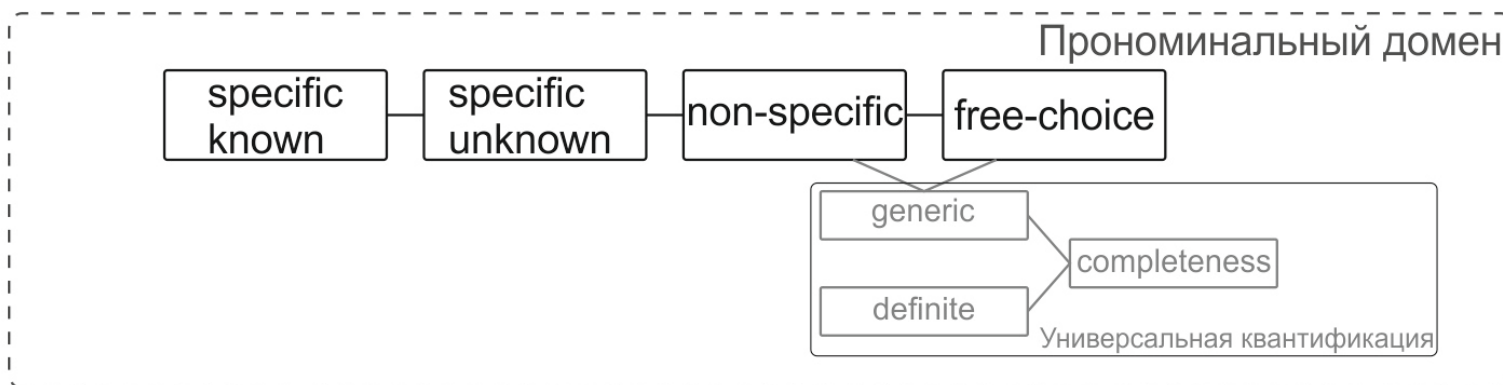 Прономинальный домен
specific
known
specific
unknown
non-specific
free-choice
generic
completeness
definite
Универсальная квантификация